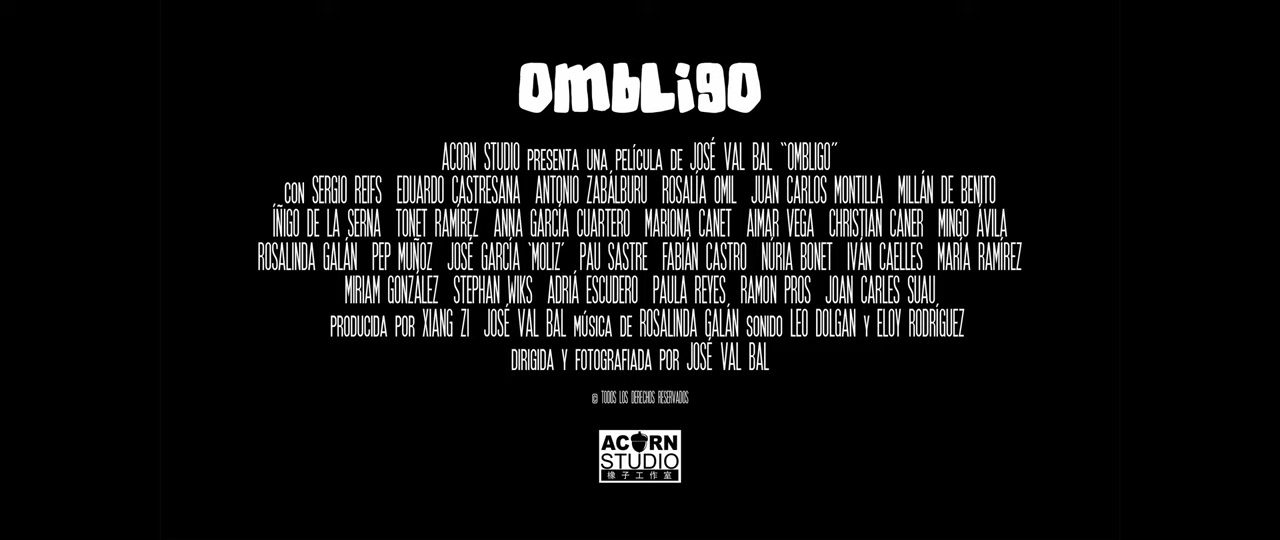 OMBLIGO
ACORN STUDIO PRESENTA UNA PELÍCULA DE JOSÉ VAL BAL "OMBLIGO"
CON SERGIO REIFS EDUARDO CASTRESANA ANTONIO ZABÁLBURU ROSALÍA OMIL JUAN CARLOS MONTILLA MILLÁN DE BENITO
ÍÑIGO DE LA SERNA TONET RAMÍREZ ANNA GARCÍA CUARTERO MARIONA CANET AIMAR VEGA CHRISTIAN CANER MINGO ÁVILA
ROSALINDA GALÁN PEP MUÑOZ JOSÉ GARCÍA 'MOLIZ' PAU SASTRE FABIÁN CASTRO NÚRIA BONET IVÁN CAELLES MARÍA RAMÍREZ
MIRIAM GONZÁLEZ STEPHAN WIKS ADRIÁ ESCUDERO PAULA REYES RAMON PROS JOAN CARLES SUAU
PRODUCIDA POR XIANG ZI JOSÉ VAL BAL MÚSICA DE ROSALINDA GALÁN SONIDO LEO DOLGAN Y ELOY RODRÍGUEZ
DIRIGIDA Y FOTOGRAFIADA POR JOSÉ VAL BAL
© TODOS LOS DERECHOS RESERVADOS
ACORN
STUDIO
橡子工作室